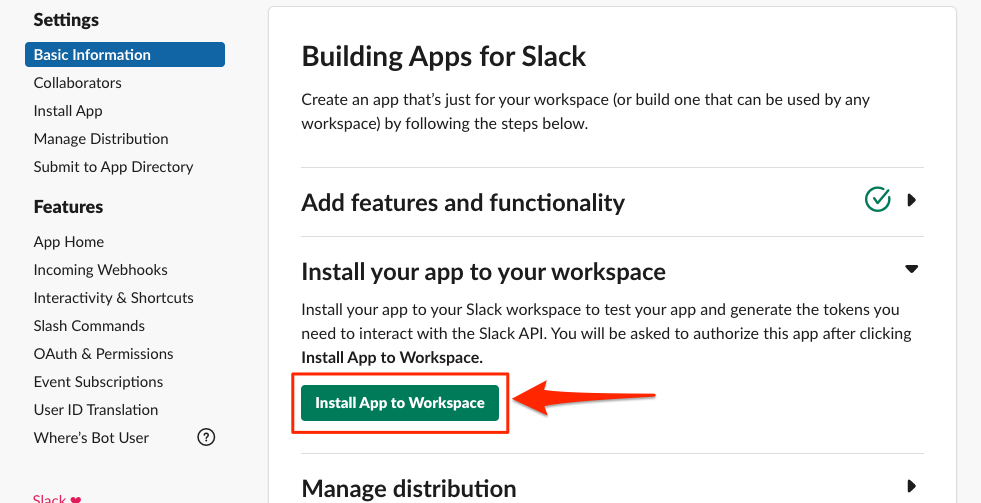 Settings
Basic Information
Collaborators
Install App
Manage Distribution
Submit to App Directory
Features
App Home
Incoming Webhooks
Interactivity & Shortcuts
Slash Commands
OAuth & Permissions
Event Subscriptions
User ID Translation
Where's Bot User ?
Slack ♥
Building Apps for Slack
Create an app that's just for your workspace (or build one that can be used by any
workspace) by following the steps below.
Add features and functionality
Install your app to your workspace
Install your app to your Slack workspace to test your app and generate the tokens you
need to interact with the Slack API. You will be asked to authorize this app after clicking
Install App to Workspace.
Install App to Workspace
Manage distribution